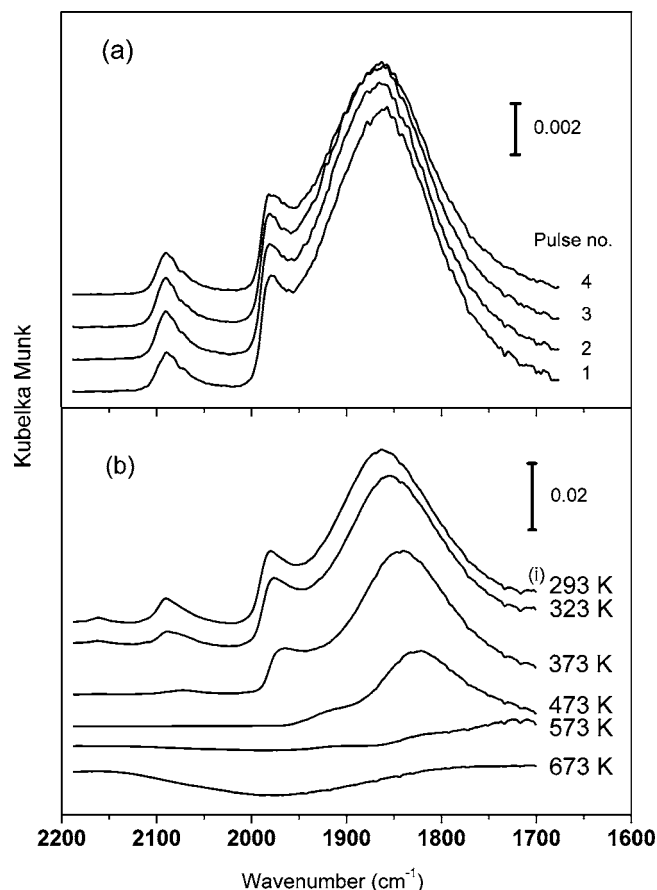 (a)
0.002
Pulse no.
4
3
2
1
Kubelka Munk
(b)
0.02
(i)
293 K
323 K
373 K
473 K
573 K
673 K
2200 2100 2000 1900 1800 1700 1600
Wavenumber (cm⁻¹)